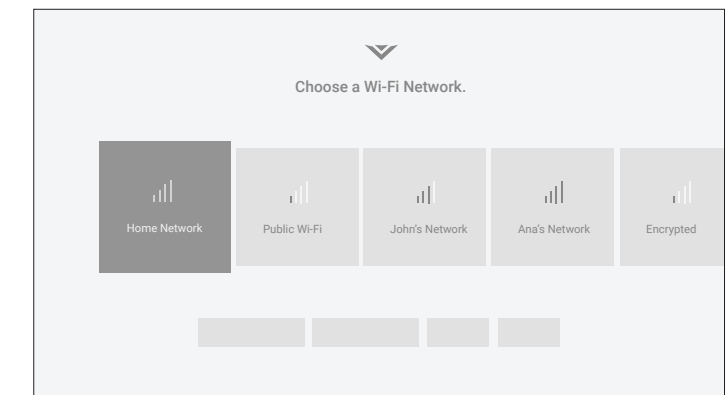 Choose a Wi-Fi Network.
Home Network
Public Wi-Fi
John's Network
Ana's Network
Encrypted